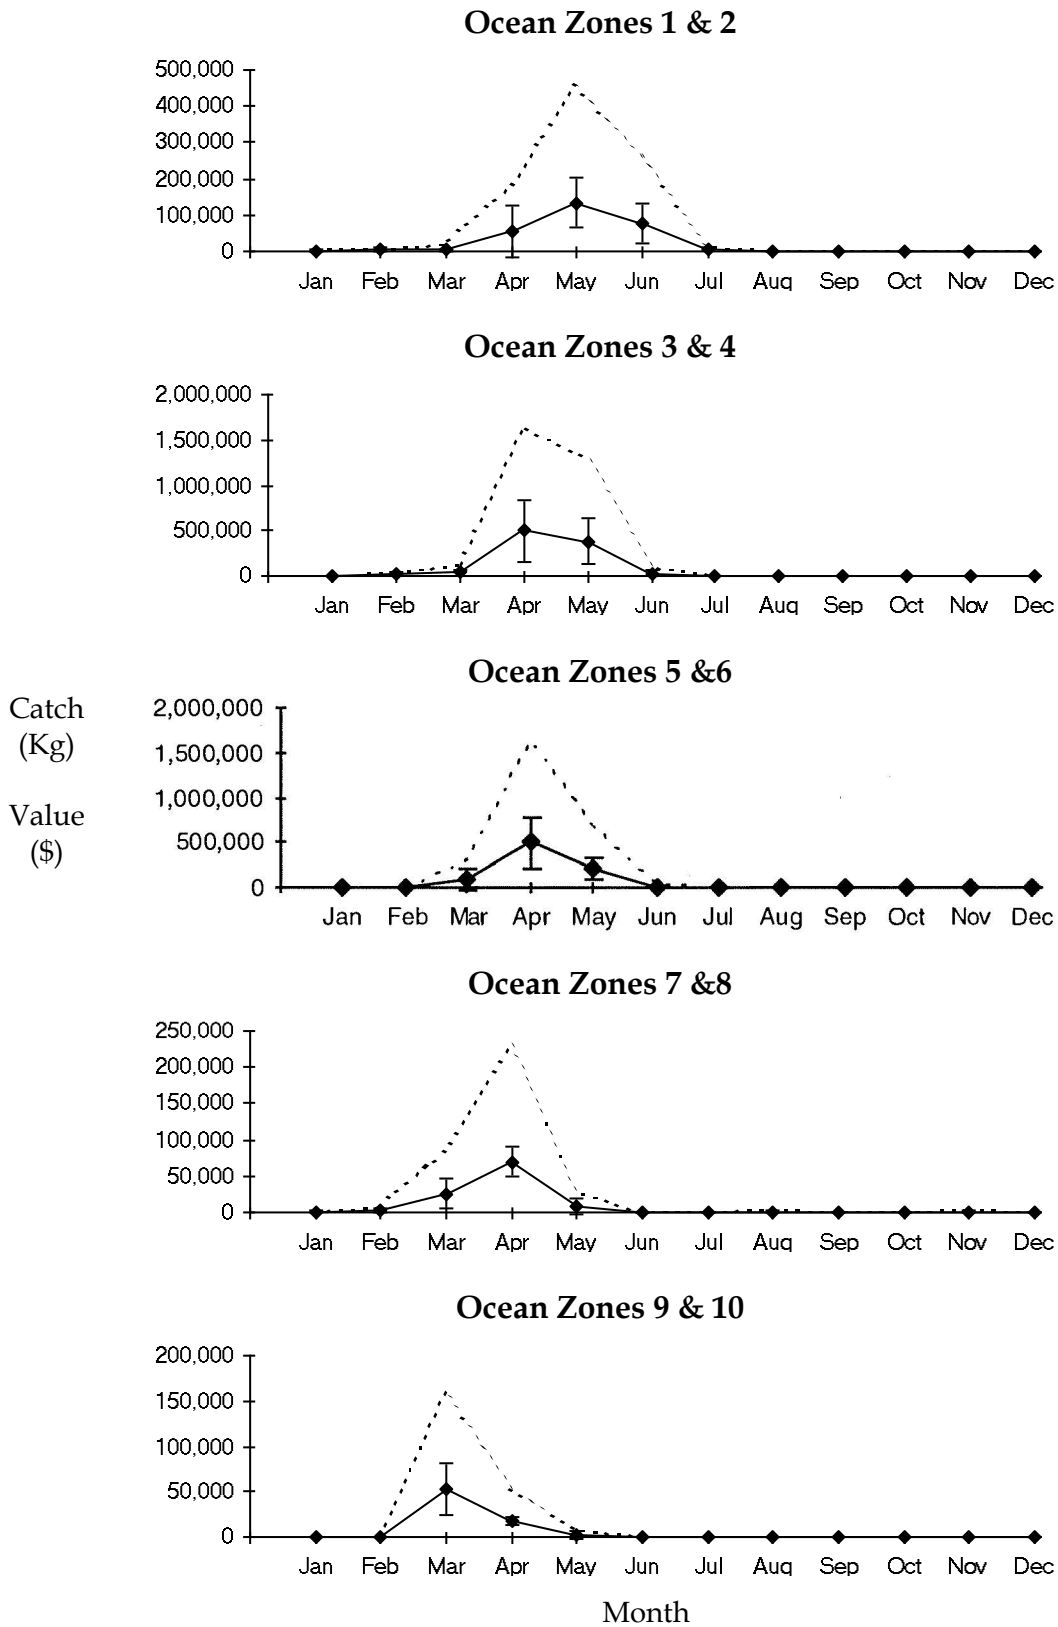 Ocean Zones 1 & 2
500,000
400,000
300,000
200,000
100,000
0
Jan Feb Mar Apr May Jun Jul Aug Sep Oct Nov Dec
Ocean Zones 3 & 4
2,000,000
1,500,000
1,000,000
500,000
0
Jan Feb Mar Apr May Jun Jul Aug Sep Oct Nov Dec
Catch
(Kg)
Value
($)
Ocean Zones 5 &6
2,000,000
1,500,000
1,000,000
500,000
0
Jan Feb Mar Apr May Jun Jul Aug Sep Oct Nov Dec
Ocean Zones 7 &8
250,000
200,000
150,000
100,000
50,000
0
Jan Feb Mar Apr May Jun Jul Aug Sep Oct Nov Dec
Ocean Zones 9 & 10
200,000
150,000
100,000
50,000
0
Jan Feb Mar Apr May Jun Jul Aug Sep Oct Nov Dec
Month